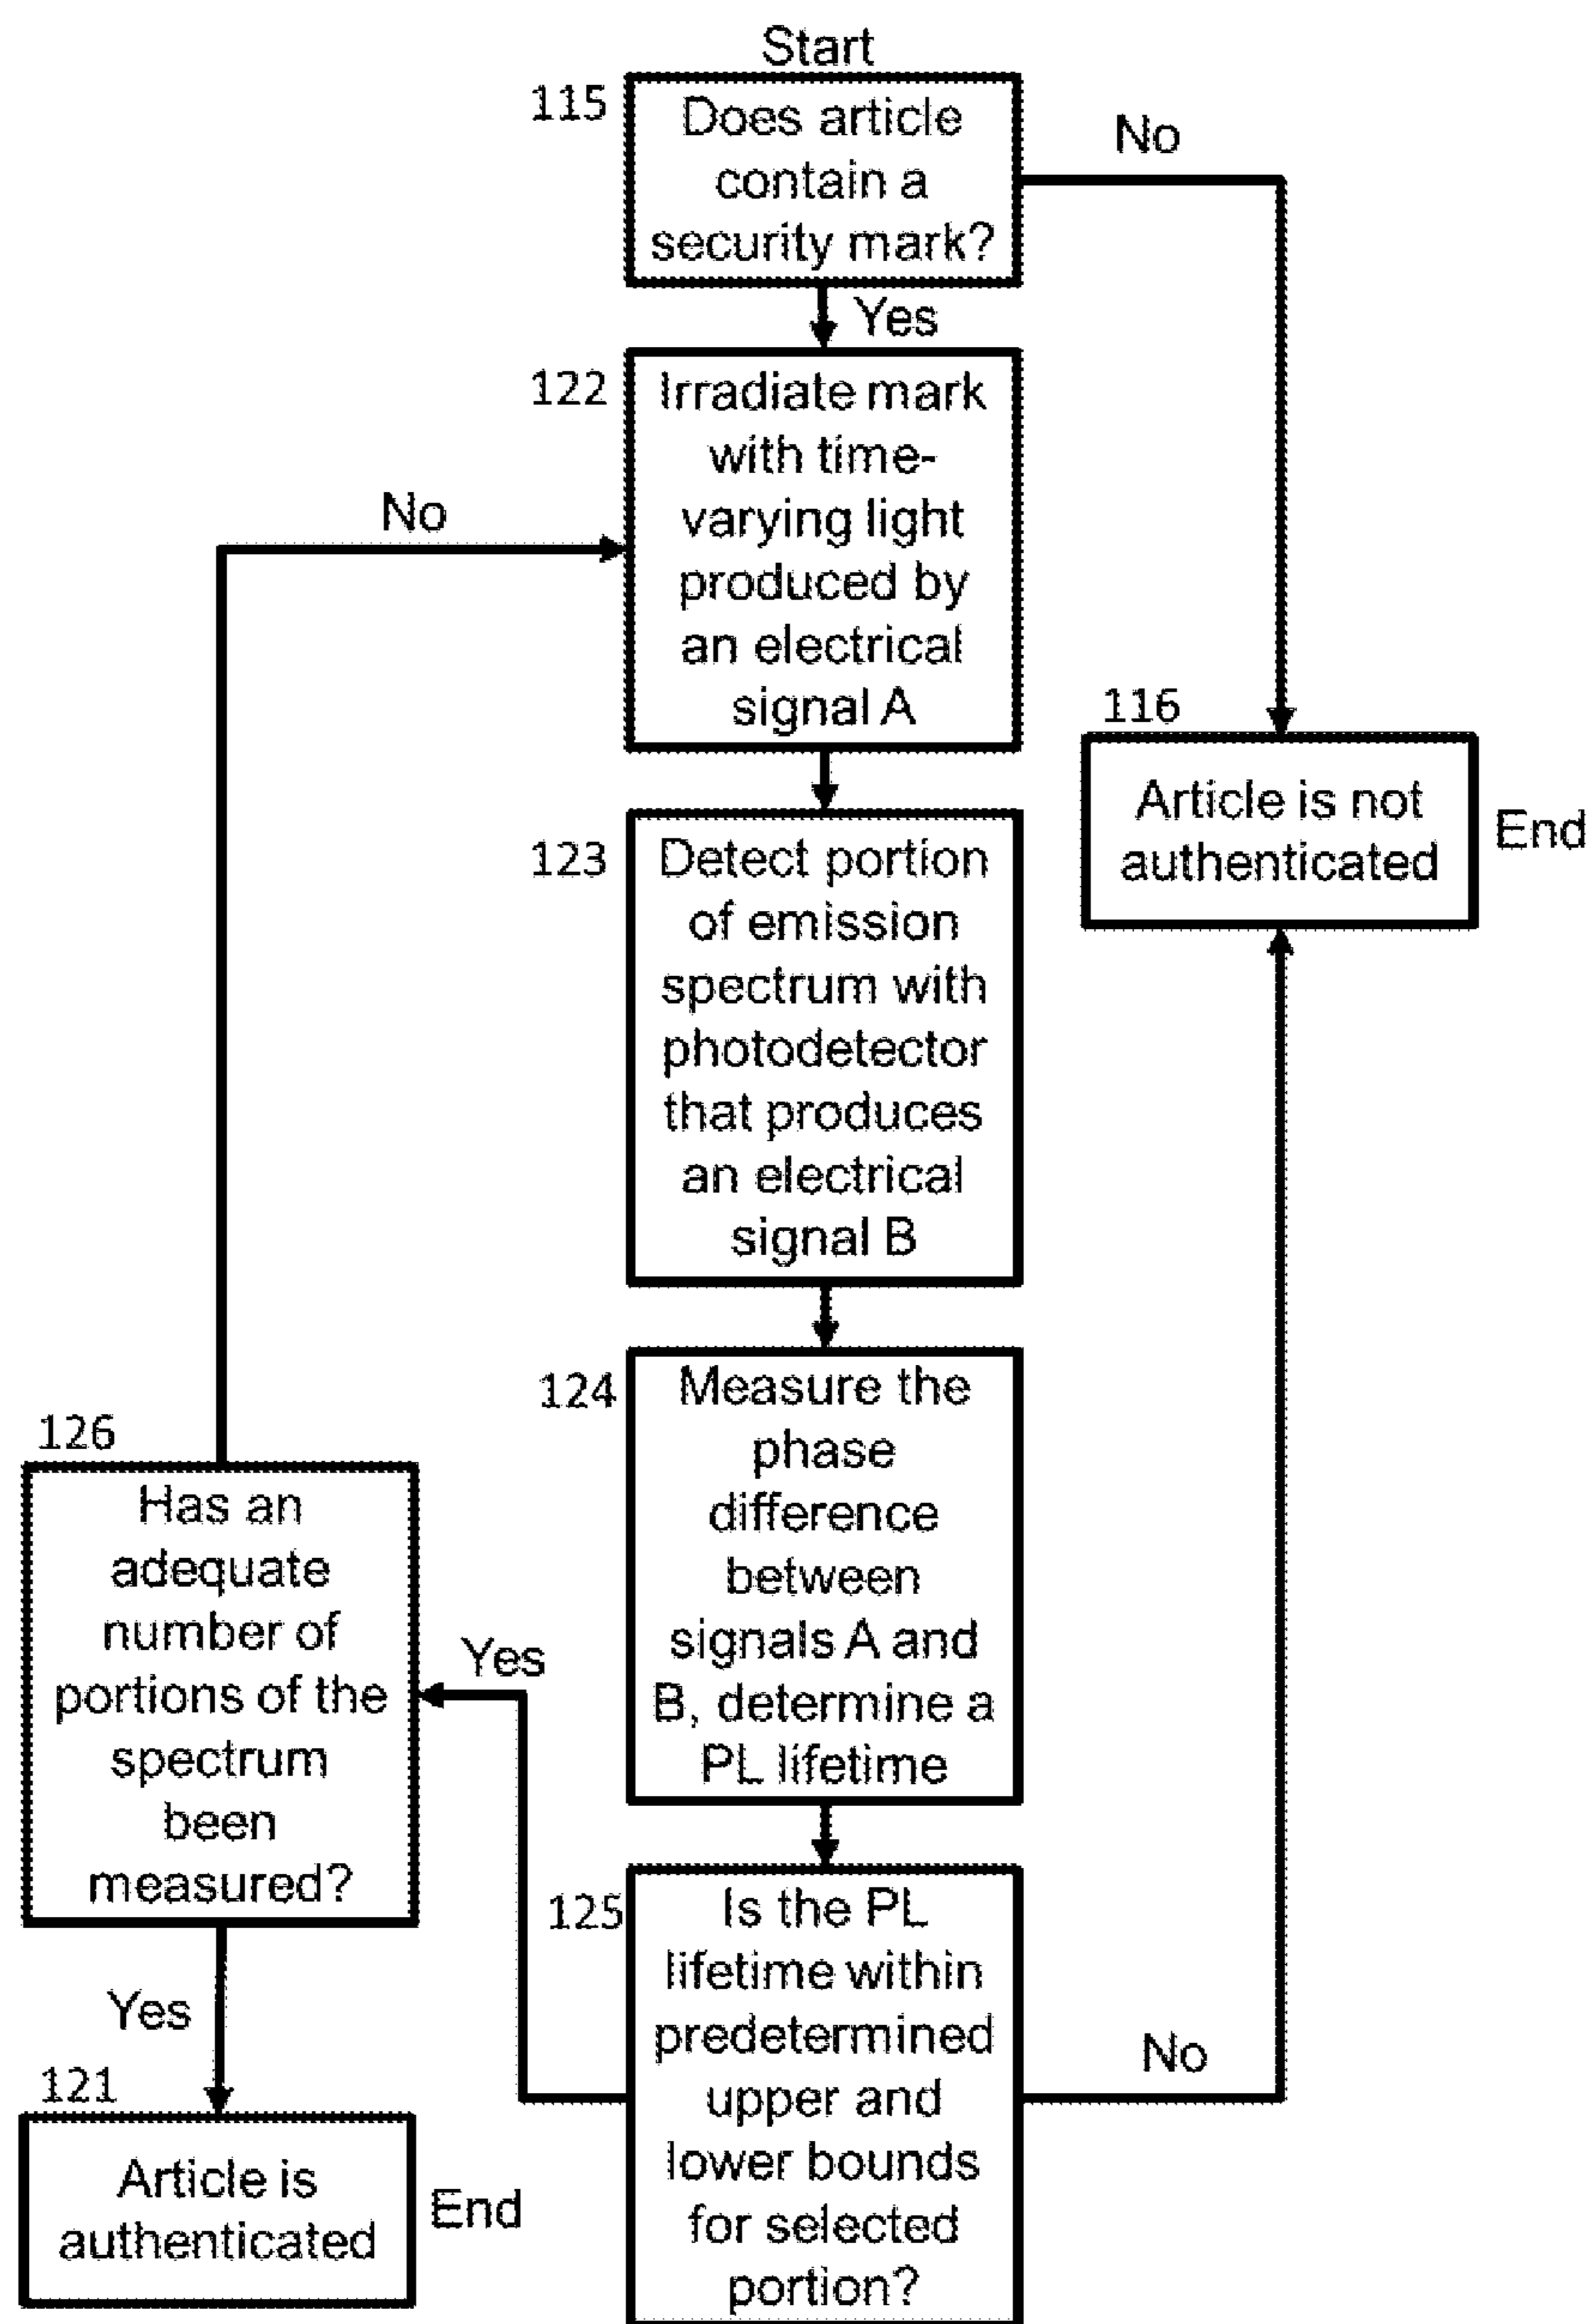 Start
115
Does article
contain a
security mark?
No
Yes
122
Irradiate mark
with time-
varying light
produced by
an electrical
signal A
No
116
Article is not
authenticated
End
123
Detect portion
of emission
spectrum with
photodetector
that produces
an electrical
signal B
124
Measure the
phase
difference
between
signals A and
B, determine a
PL lifetime
126
Has an
adequate
number of
portions of the
spectrum
been
measured?
Yes
125
Is the PL
lifetime within
predetermined
upper and
lower bounds
for selected
portion?
No
Yes
121
Article is
authenticated
End